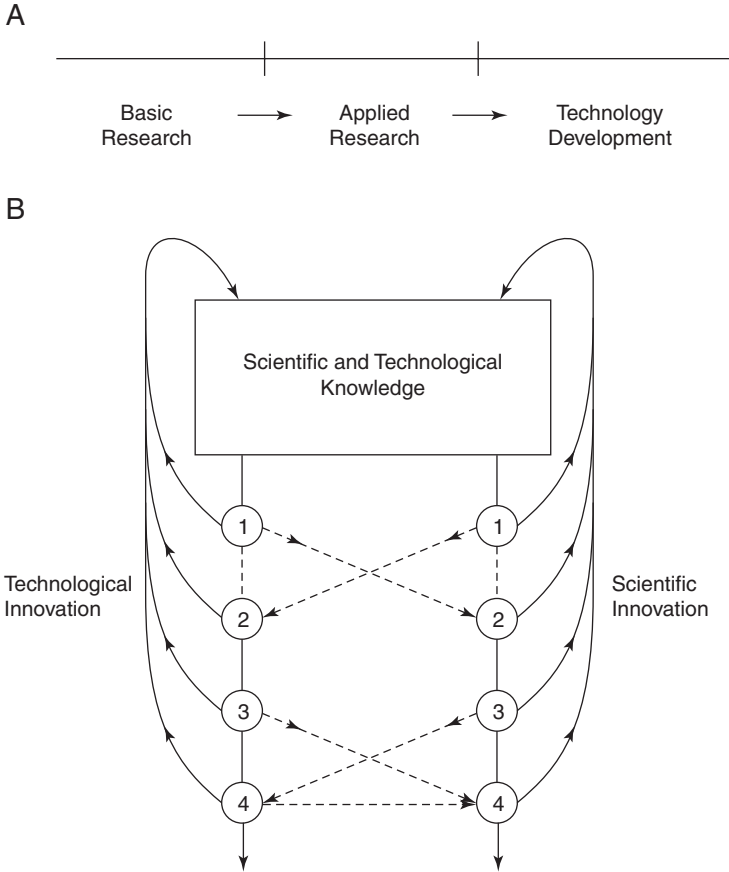 A
Basic
Research
Applied
Research
Technology
Development
B
Scientific and Technological
Knowledge
1
1
Technological
Innovation
Scientific
Innovation
2
2
3
3
4
4